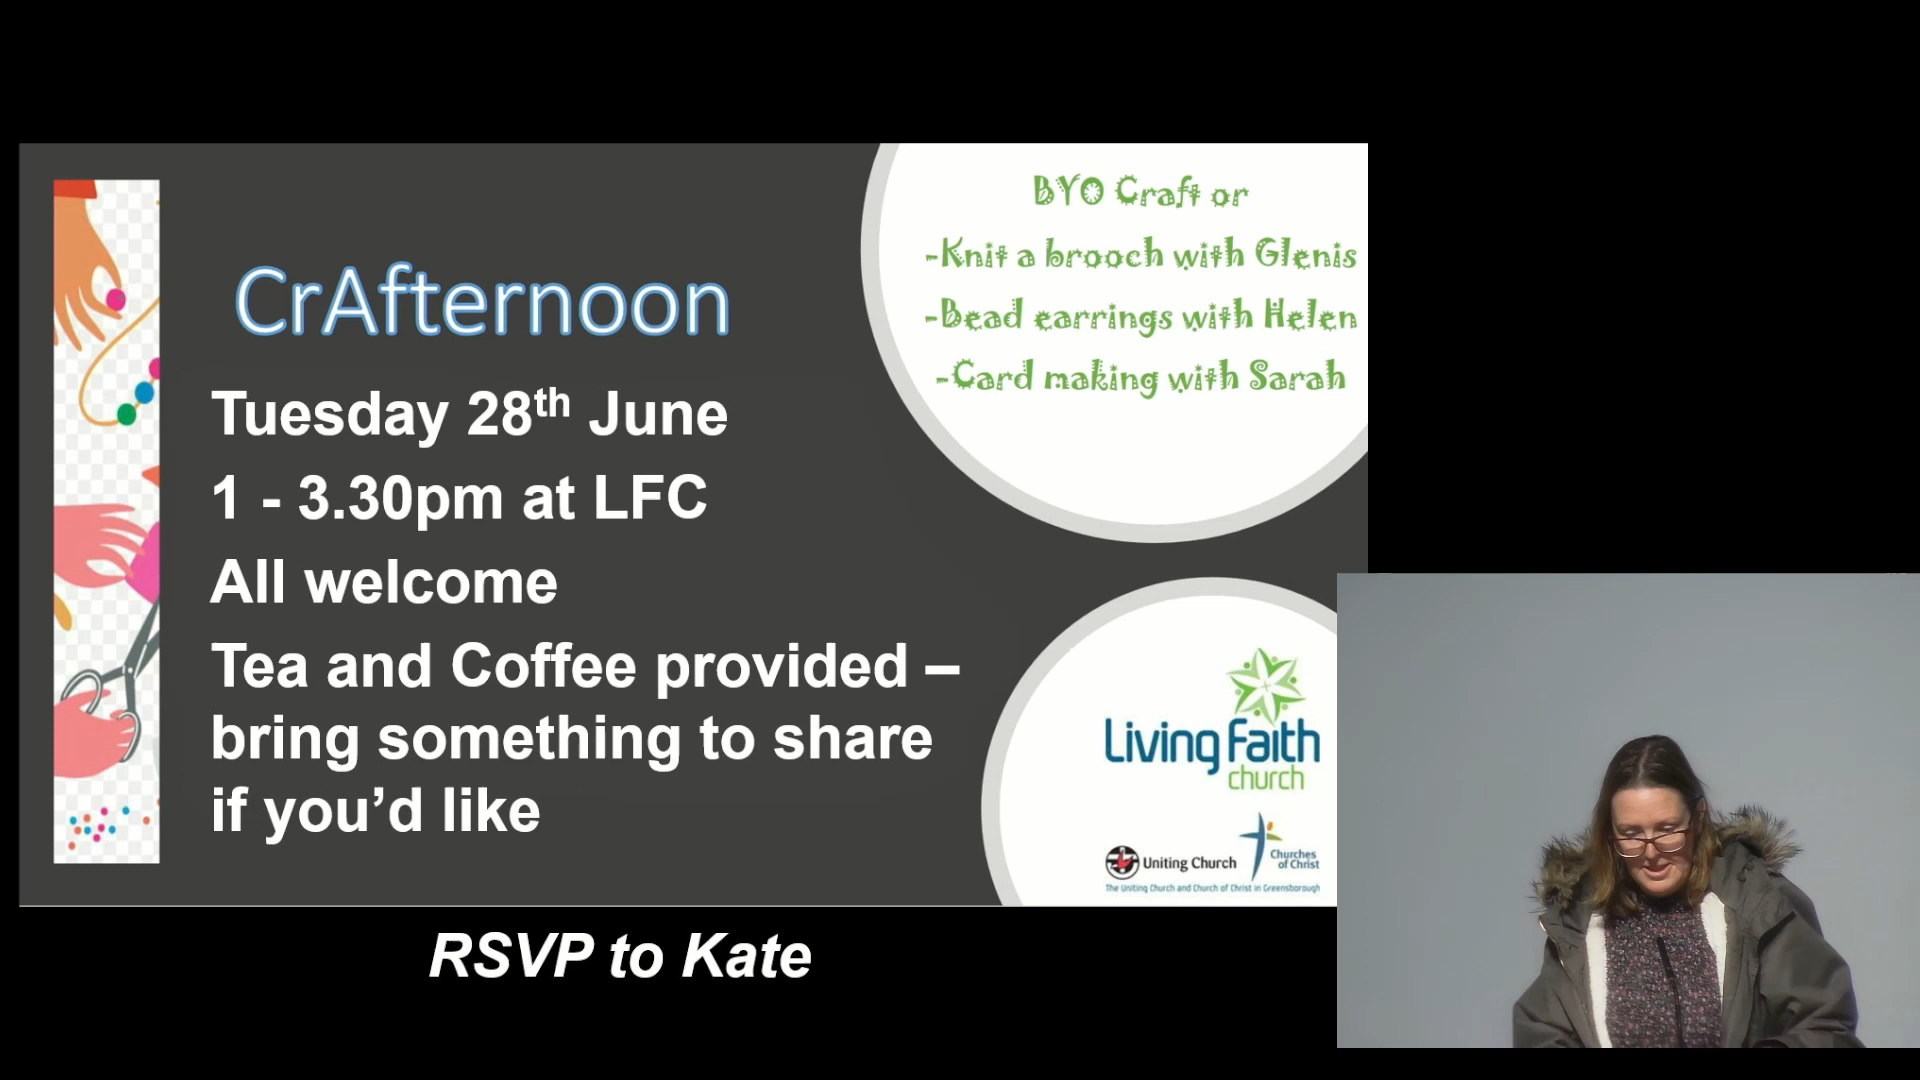 CrAfternoon
Tuesday 28th June
1 - 3.30pm at LFC
All welcome
Tea and Coffee provided –
bring something to share
if you’d like
BYO Craft or
-Knit a brooch with Glenis
-Bead earrings with Helen
-Card making with Sarah
Living Faith
church
Uniting Church
Churches
of Christ
The Uniting Church and Church of Christ in Greensborough
RSVP to Kate